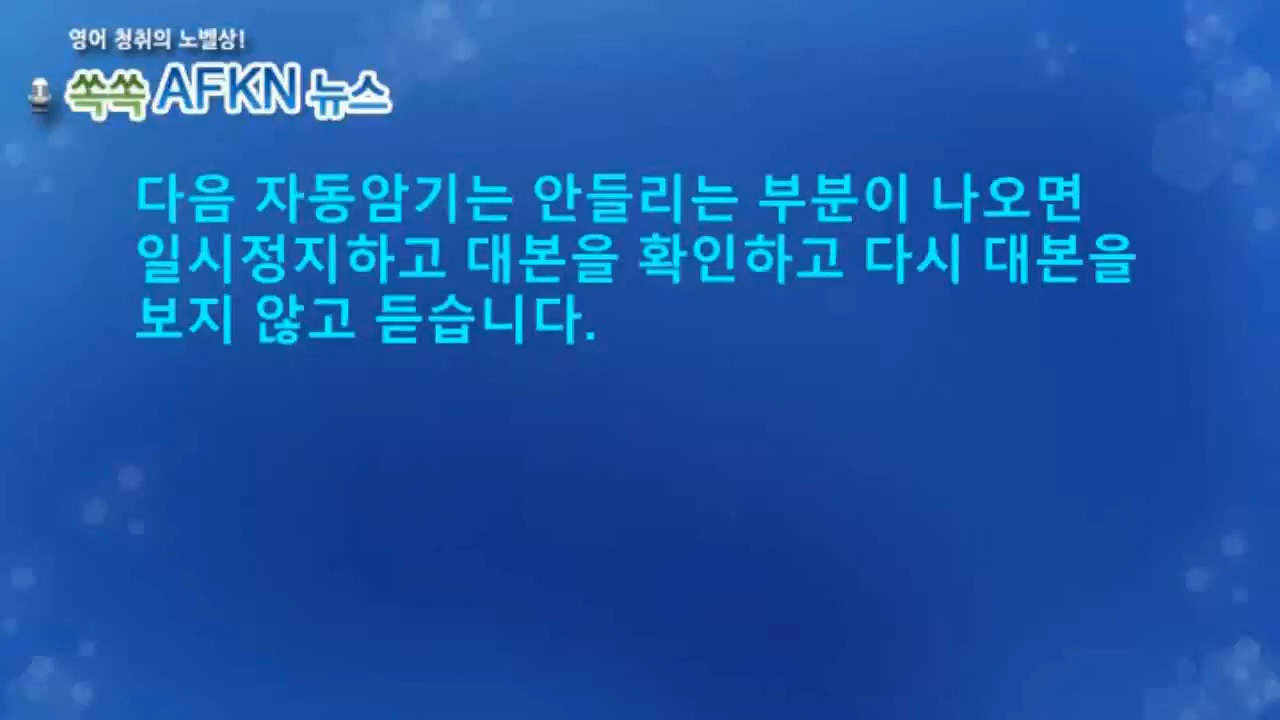 영어 청취의 노벨상!
쏙쏙 AFKN 뉴스
다음 자동암기는 안들리는 부분이 나오면
일시정지하고 대본을 확인하고 다시 대본을
보지 않고 듣습니다.